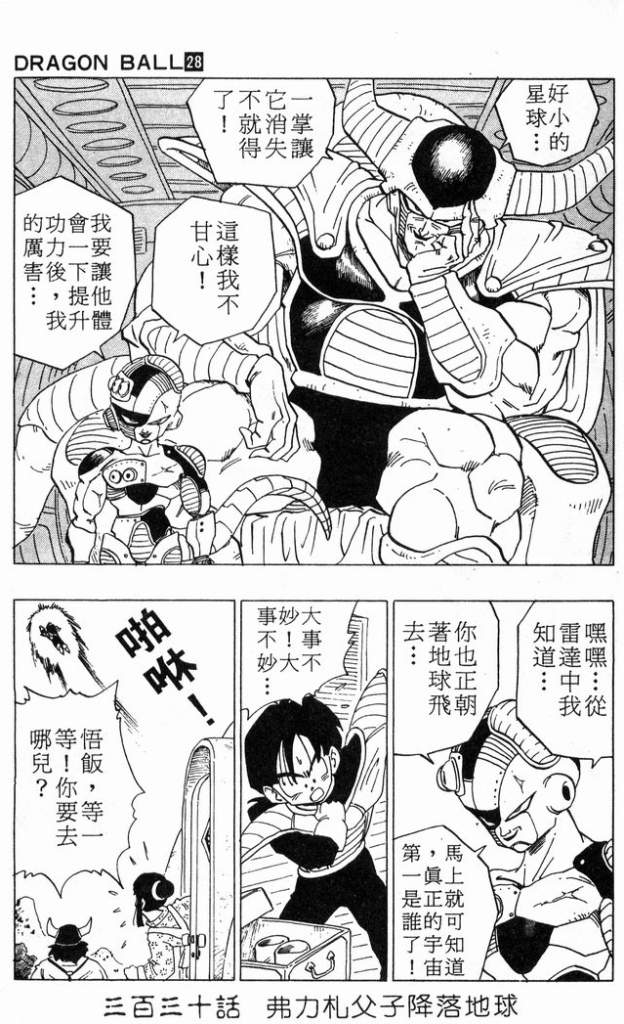 DRAGON BALL 28
好小的
星球…
一掌讓
它消失
不就得
了！
這樣我不
甘心！
我要讓他體
會一下提升
功力後，我
的厲害…
嘿嘿…從
雷達中我
知道…
你也正朝
著地球飛
去…
馬上就可知道
，真正的宇宙
第一是誰了！
大事不
妙！大
事不妙…
啪咻！
悟飯，等一
等！你要去
哪兒？
三百三十話 弗力札父子降落地球